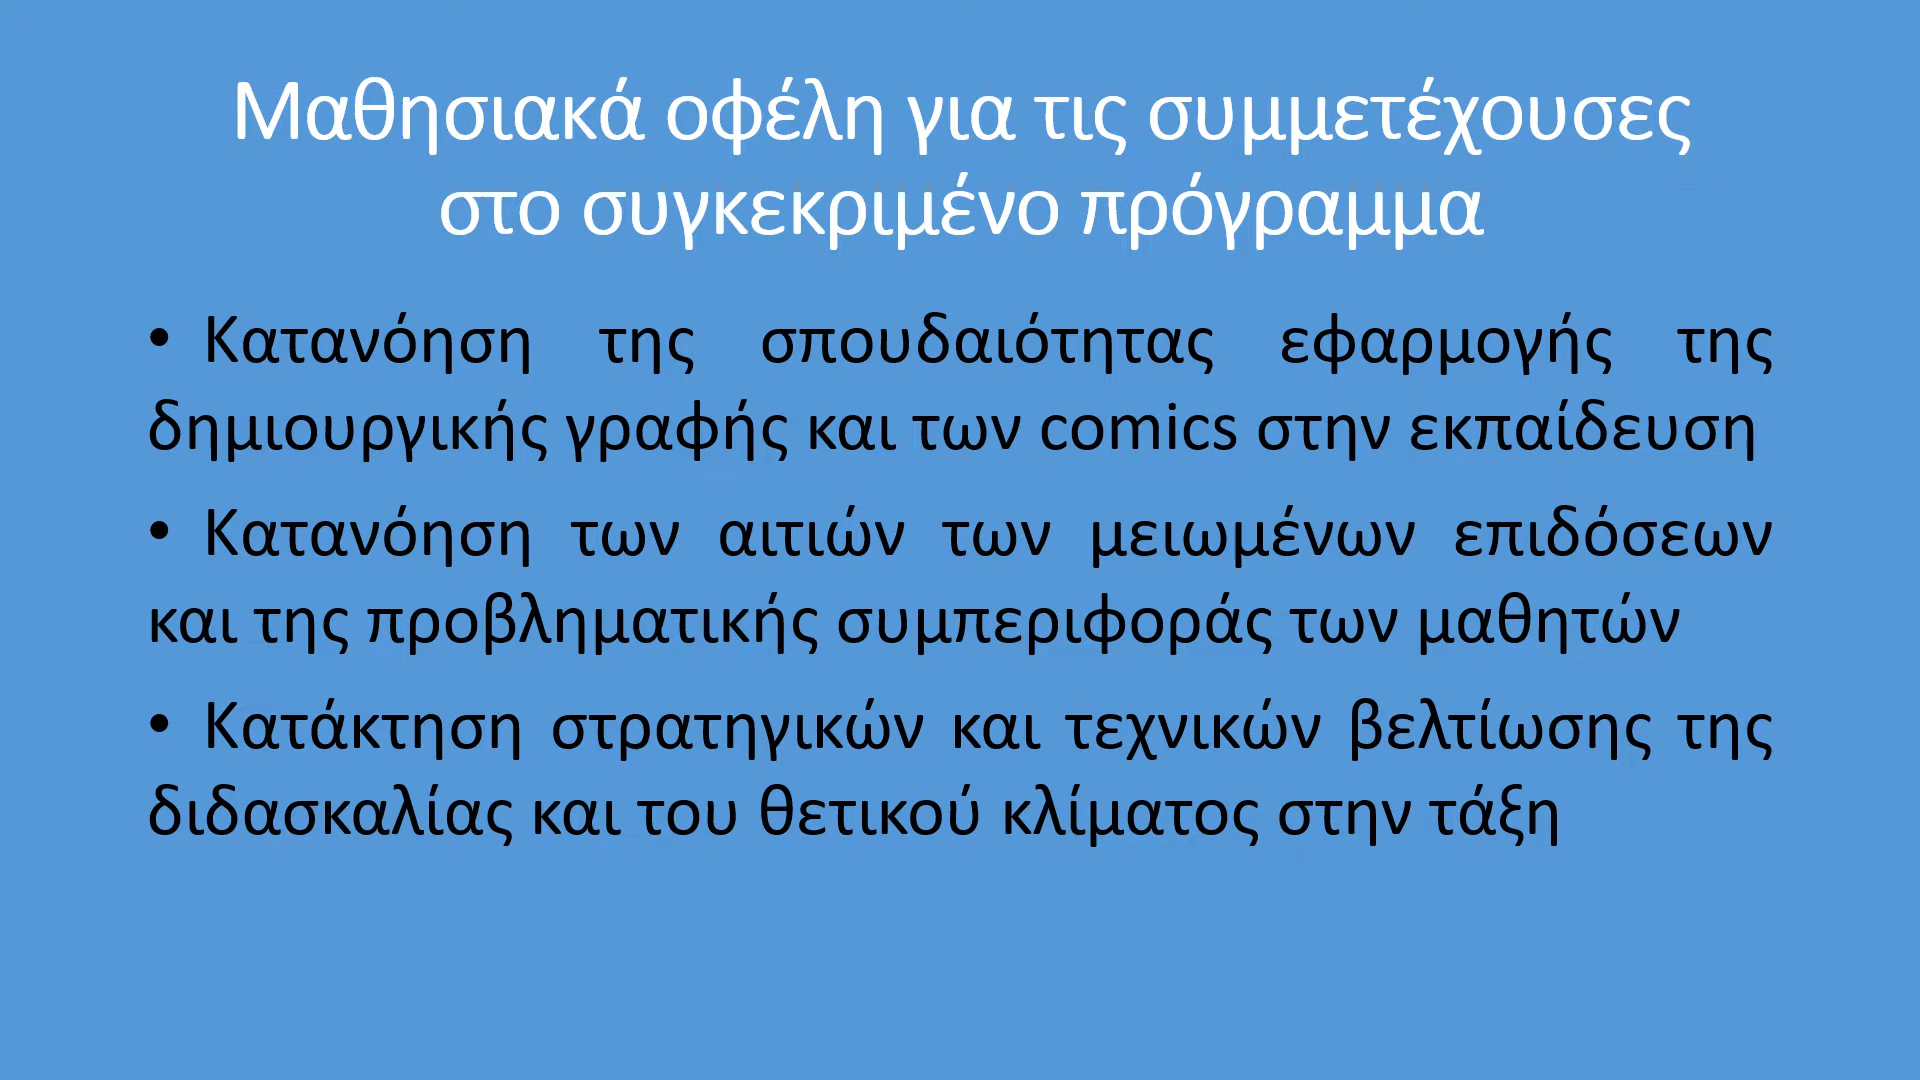 Μαθησιακά οφέλη για τις συμμετέχουσες
στο συγκεκριμένο πρόγραμμα
• Κατανόηση της σπουδαιότητας εφαρμογής της
δημιουργικής γραφής και των comics στην εκπαίδευση
• Κατανόηση των αιτιών των μειωμένων επιδόσεων
και της προβληματικής συμπεριφοράς των μαθητών
• Κατάκτηση στρατηγικών και τεχνικών βελτίωσης της
διδασκαλίας και του θετικού κλίματος στην τάξη